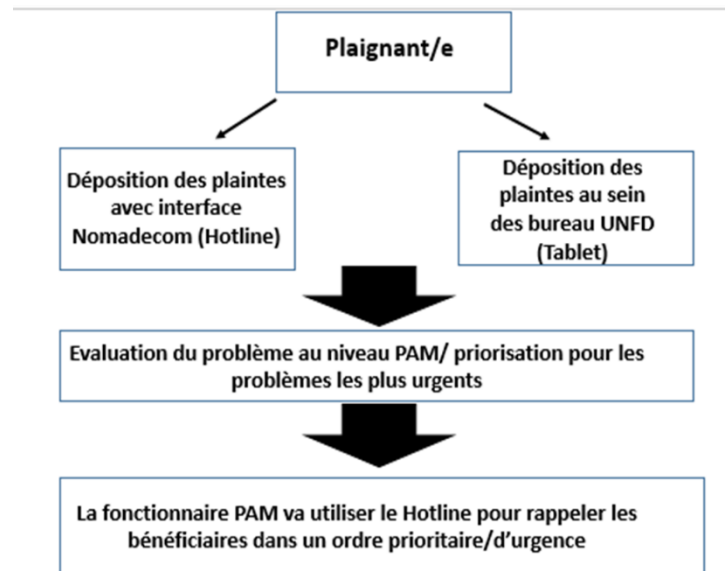 Plaignant/e
Déposition des plaintes
avec interface
Nomadecom (Hotline)
Déposition des
plaintes au sein
des bureau UNFD
(Tablet)
Evaluation du problème au niveau PAM/ priorisation pour les
problèmes les plus urgents
La fonctionnaire PAM va utiliser le Hotline pour rappeler les
bénéficiaires dans un ordre prioritaire/d'urgence